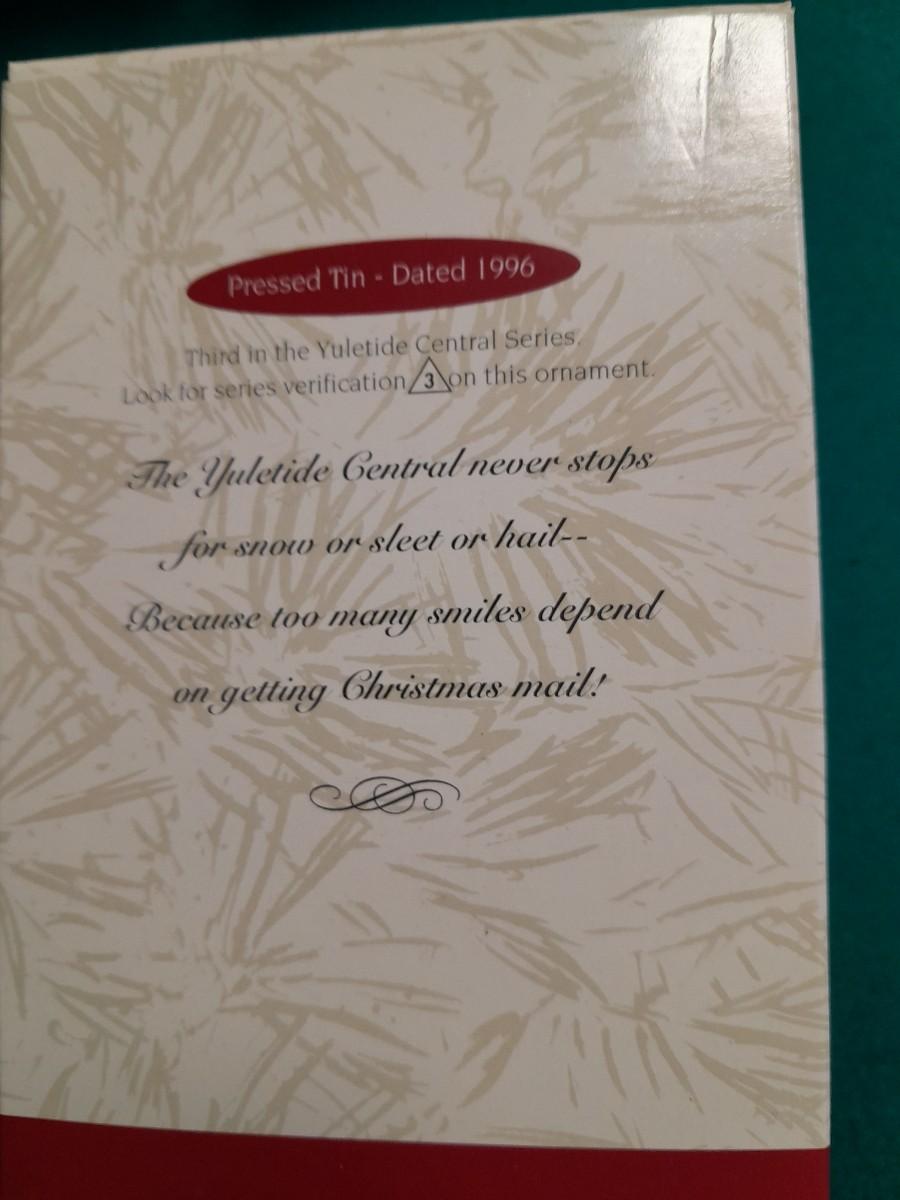 Pressed Tin - Dated 1996
Third in the Yuletide Central Series.
Look for series verification 3 on this ornament.
The Yuletide Central never stops
for snow or sleet or hail--
Because too many smiles depend
on getting Christmas mail!